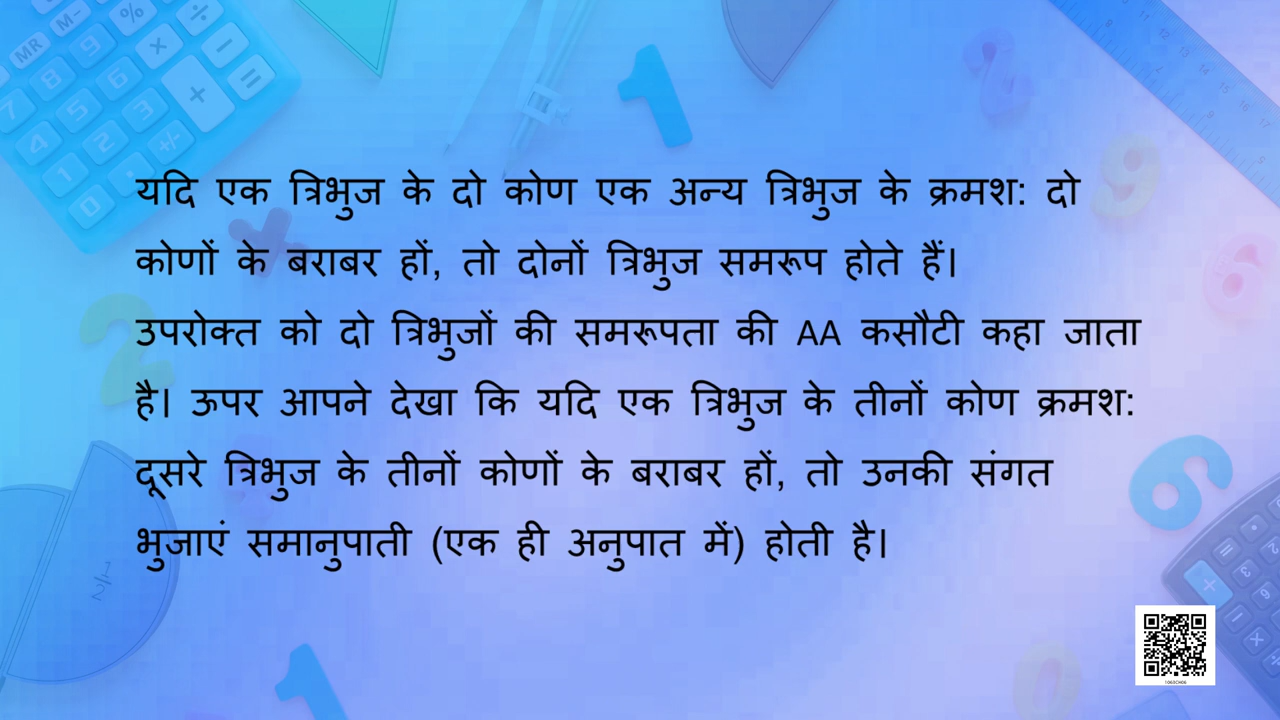 यदि एक त्रिभुज के दो कोण एक अन्य त्रिभुज के क्रमश: दो
कोणों के बराबर हों, तो दोनों त्रिभुज समरूप होते हैं।
उपरोक्त को दो त्रिभुजों की समरूपता की AA कसौटी कहा जाता
है। ऊपर आपने देखा कि यदि एक त्रिभुज के तीनों कोण क्रमश:
दूसरे त्रिभुज के तीनों कोणों के बराबर हों, तो उनकी संगत
भुजाएं समानुपाती (एक ही अनुपात में) होती है।